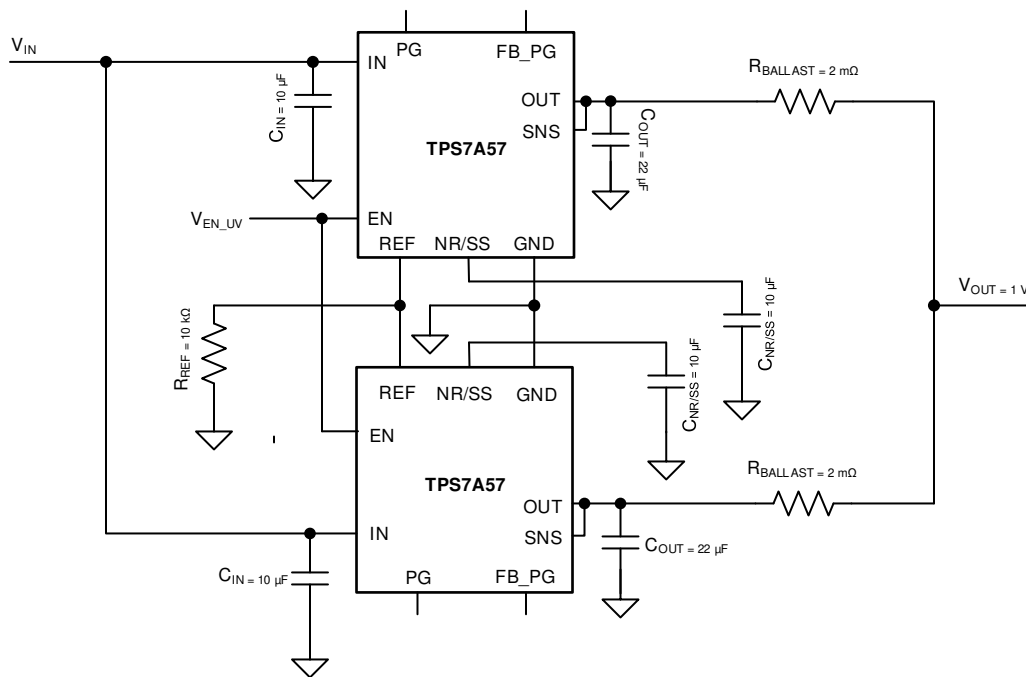 V_IN
PG
FB_PG
IN
C_IN = 10 µF
OUT
SNS
TPS7A57
C_OUT = 22 µF
R_BALLAST = 2 mΩ
V_EN_UV
EN
REF
NR/SS
GND
R_REF = 10 kΩ
C_NR/SS = 10 µF
C_NR/SS = 10 µF
V_OUT = 1 V
REF
NR/SS
GND
EN
TPS7A57
R_BALLAST = 2 mΩ
OUT
SNS
IN
C_OUT = 22 µF
C_IN = 10 µF
PG
FB_PG